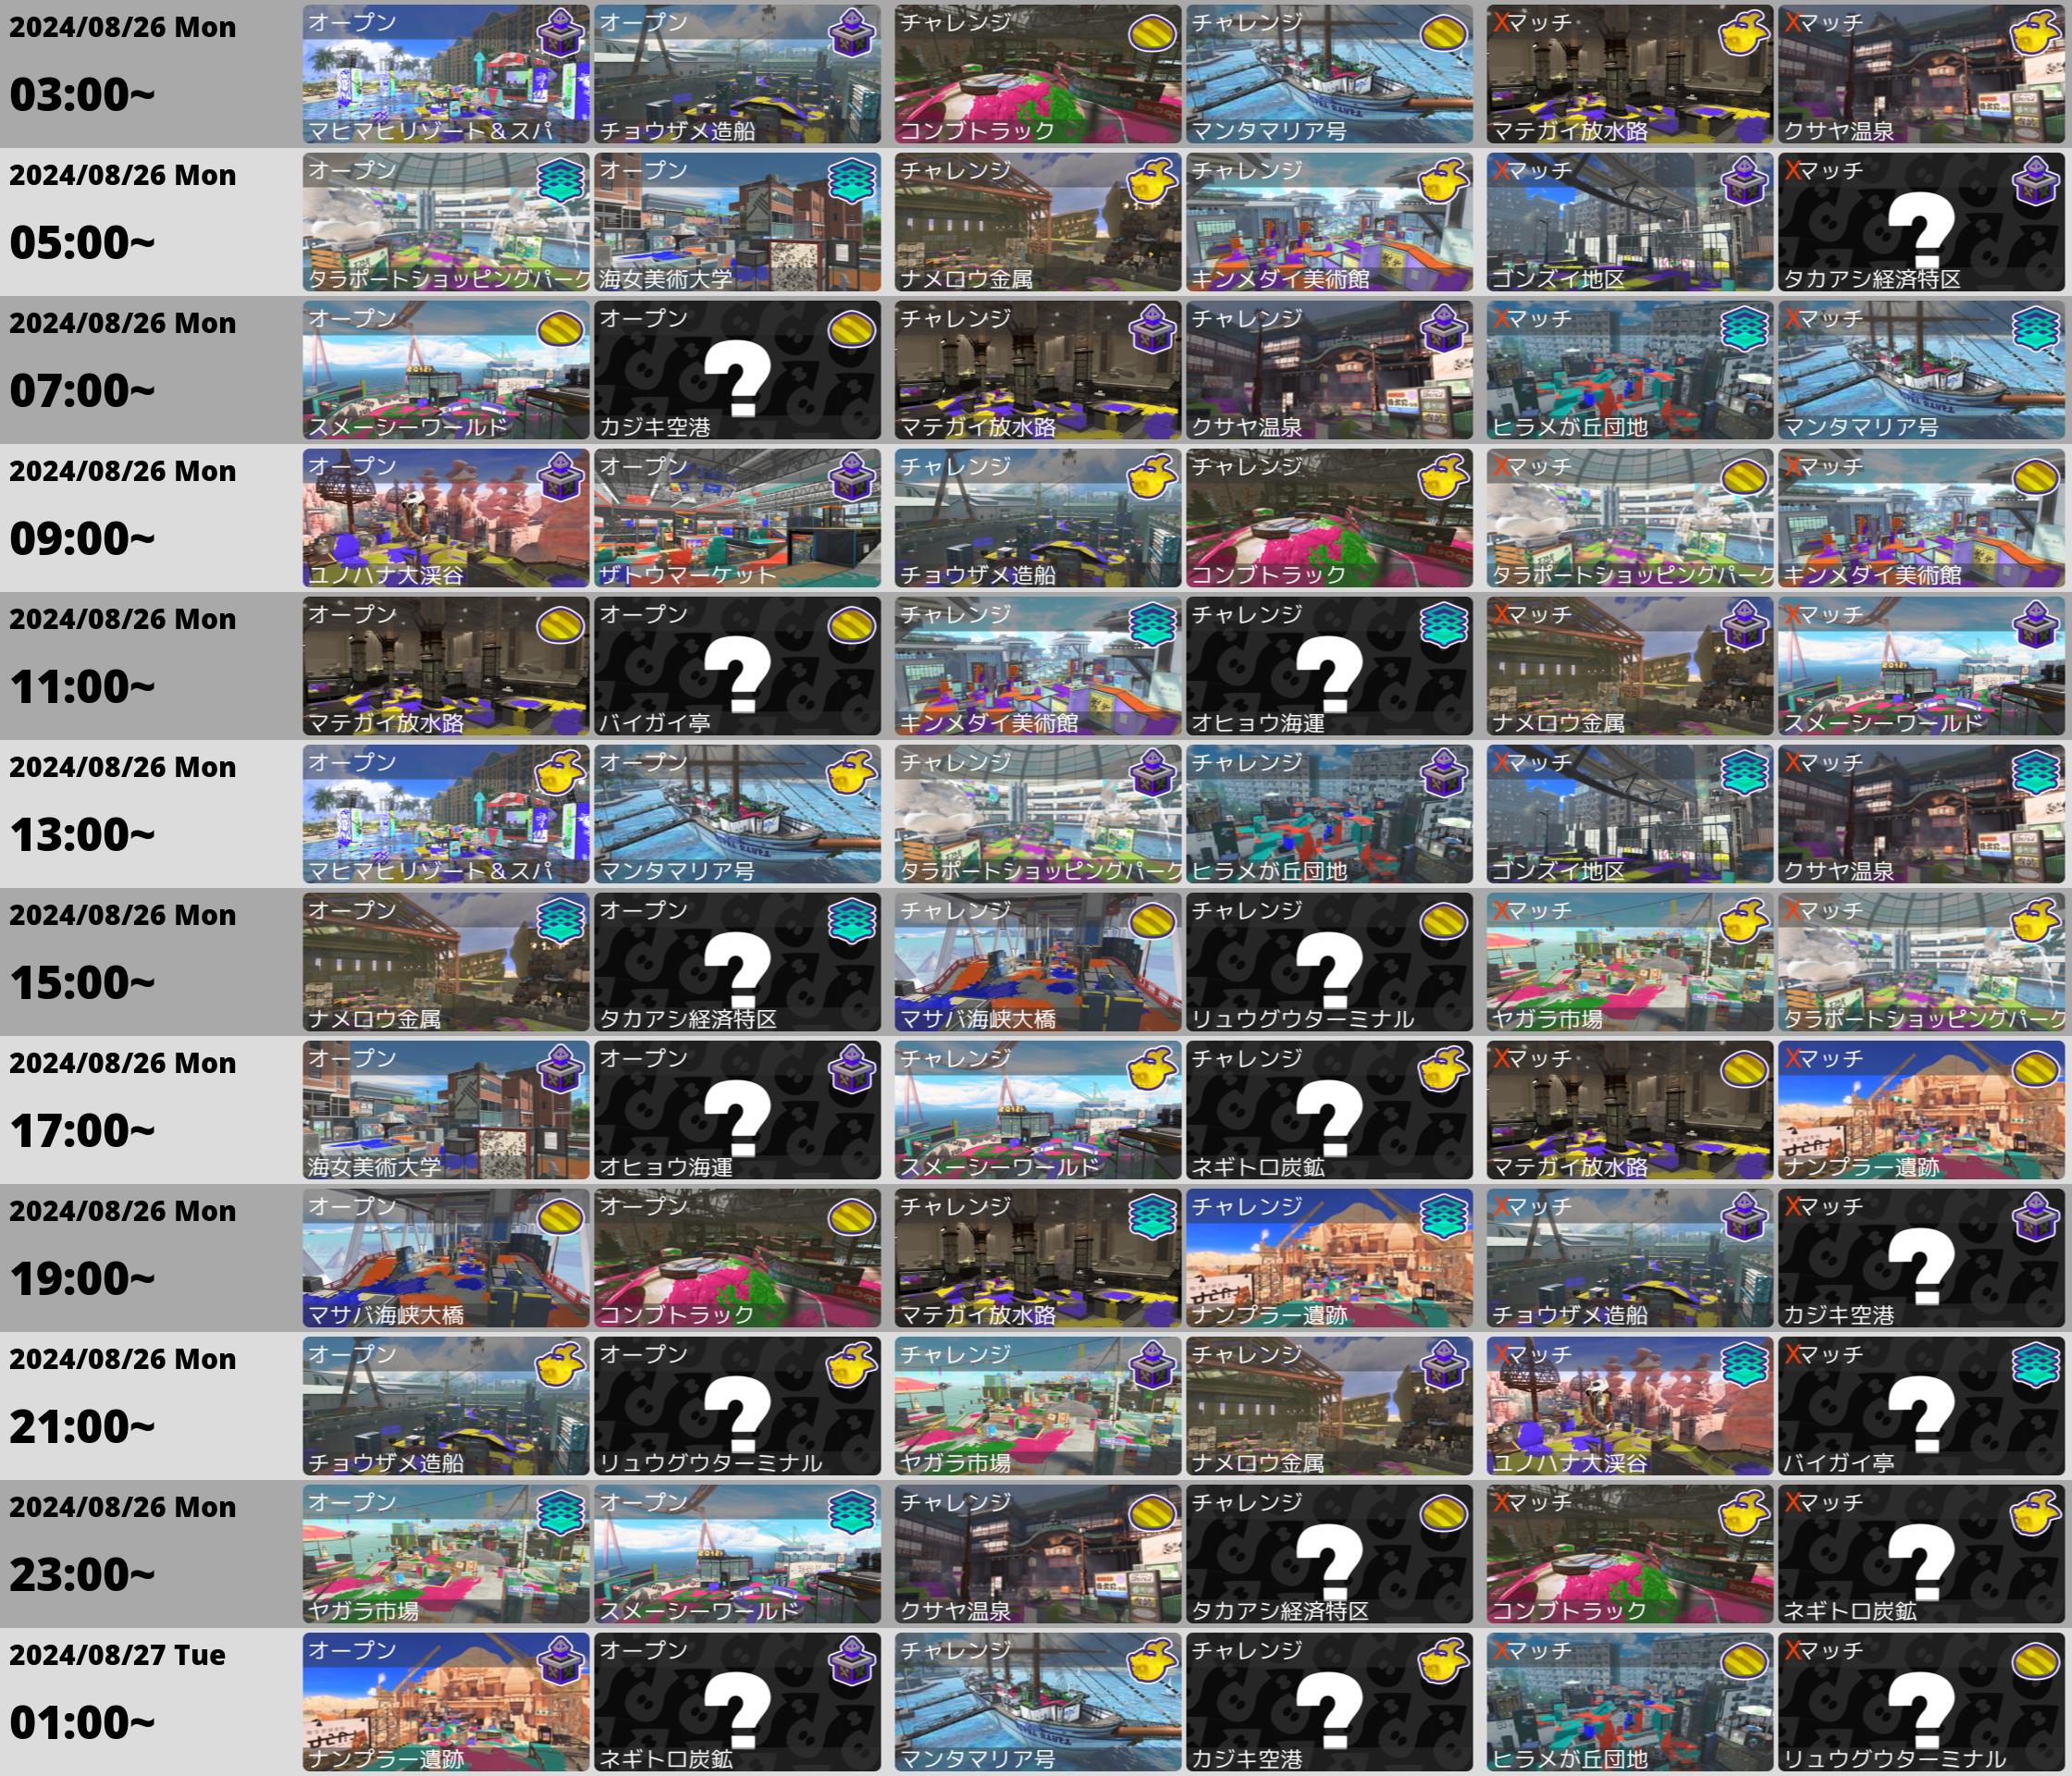 2024/08/26 Mon
03:00~
オープン
マヒマヒリゾート＆スパ
オープン
チョウザメ造船
チャレンジ
コンブトラック
チャレンジ
マンタマリア号
Xマッチ
マテガイ放水路
Xマッチ
クサヤ温泉
2024/08/26 Mon
05:00~
オープン
タラポートショッピングパーク
オープン
海女美術大学
チャレンジ
ナメロウ金属
チャレンジ
キンメダイ美術館
Xマッチ
ゴンズイ地区
Xマッチ
タカアシ経済特区
2024/08/26 Mon
07:00~
オープン
スメーシーワールド
オープン
カジキ空港
チャレンジ
マテガイ放水路
チャレンジ
クサヤ温泉
Xマッチ
ヒラメが丘団地
Xマッチ
マンタマリア号
2024/08/26 Mon
09:00~
オープン
ユノハナ大渓谷
オープン
ザトウマーケット
チャレンジ
チョウザメ造船
チャレンジ
コンブトラック
Xマッチ
タラポートショッピングパーク
Xマッチ
キンメダイ美術館
2024/08/26 Mon
11:00~
オープン
マテガイ放水路
オープン
バイガイ亭
チャレンジ
キンメダイ美術館
チャレンジ
オヒョウ海運
Xマッチ
ナメロウ金属
Xマッチ
スメーシーワールド
2024/08/26 Mon
13:00~
オープン
マヒマヒリゾート＆スパ
オープン
マンタマリア号
チャレンジ
タラポートショッピングパーク
チャレンジ
ヒラメが丘団地
Xマッチ
ゴンズイ地区
Xマッチ
クサヤ温泉
2024/08/26 Mon
15:00~
オープン
ナメロウ金属
オープン
タカアシ経済特区
チャレンジ
マサバ海峡大橋
チャレンジ
リュウグウターミナル
Xマッチ
ヤガラ市場
Xマッチ
タラポートショッピングパーク
2024/08/26 Mon
17:00~
オープン
海女美術大学
オープン
オヒョウ海運
チャレンジ
スメーシーワールド
チャレンジ
ネギトロ炭鉱
Xマッチ
マテガイ放水路
Xマッチ
ナンプラー遺跡
2024/08/26 Mon
19:00~
オープン
マサバ海峡大橋
オープン
コンブトラック
チャレンジ
マテガイ放水路
チャレンジ
ナンプラー遺跡
Xマッチ
チョウザメ造船
Xマッチ
カジキ空港
2024/08/26 Mon
21:00~
オープン
チョウザメ造船
オープン
リュウグウターミナル
チャレンジ
ヤガラ市場
チャレンジ
ナメロウ金属
Xマッチ
ユノハナ大渓谷
Xマッチ
バイガイ亭
2024/08/26 Mon
23:00~
オープン
ヤガラ市場
オープン
スメーシーワールド
チャレンジ
クサヤ温泉
チャレンジ
タカアシ経済特区
Xマッチ
コンブトラック
Xマッチ
ネギトロ炭鉱
2024/08/27 Tue
01:00~
オープン
ナンプラー遺跡
オープン
ネギトロ炭鉱
チャレンジ
マンタマリア号
チャレンジ
カジキ空港
Xマッチ
ヒラメが丘団地
Xマッチ
リュウグウターミナル